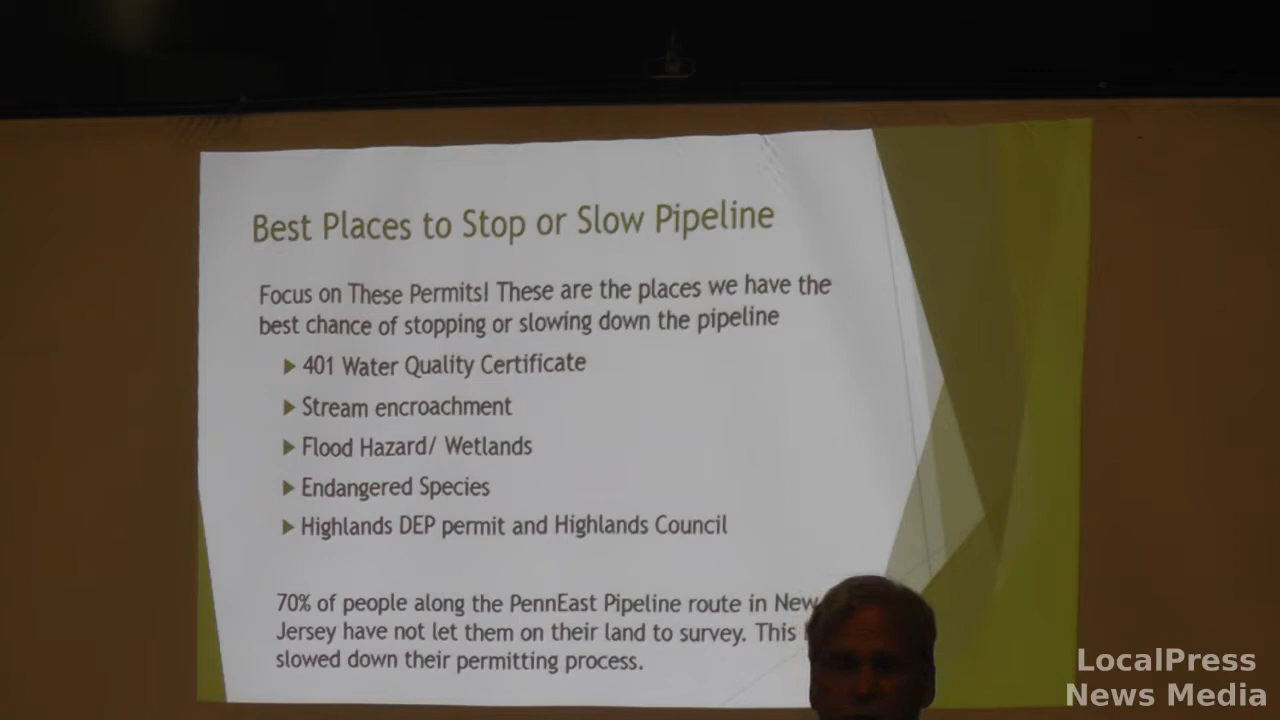 Best Places to Stop or Slow Pipeline
Focus on These Permits! These are the places we have the
best chance of stopping or slowing down the pipeline
401 Water Quality Certificate
Stream encroachment
Flood Hazard/ Wetlands
Endangered Species
Highlands DEP permit and Highlands Council
70% of people along the PennEast Pipeline route in New
Jersey have not let them on their land to survey. This
slowed down their permitting process.
LocalPress
News Media